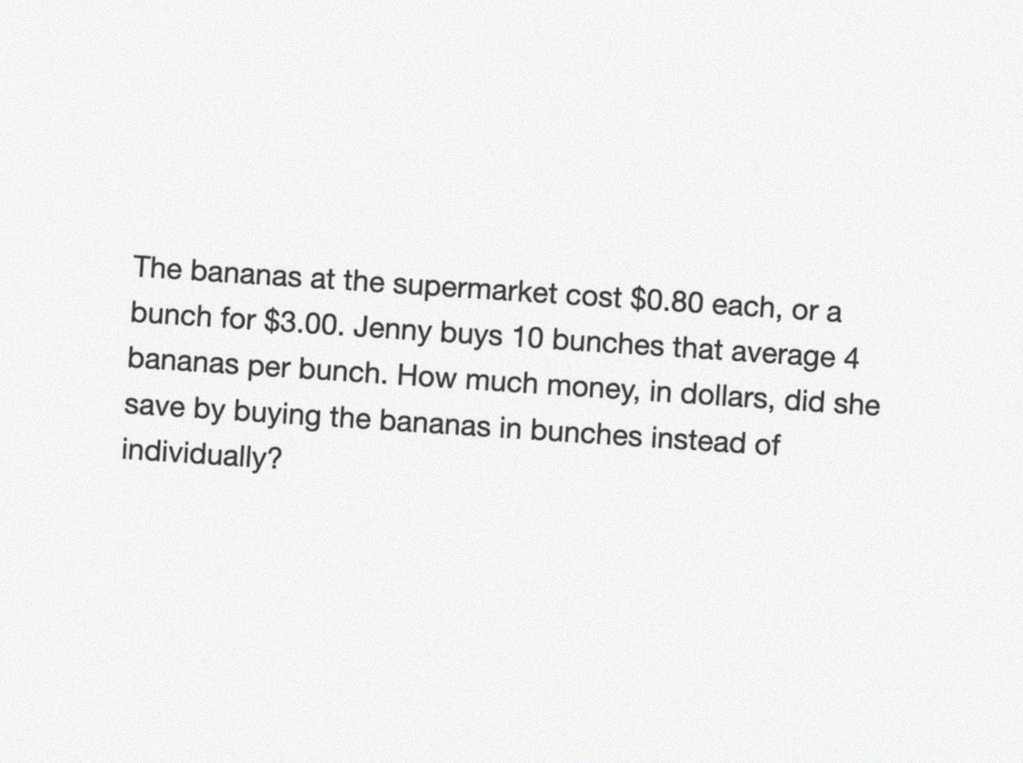 The bananas at the supermarket cost $0.80 each, or a
bunch for $3.00. Jenny buys 10 bunches that average 4
bananas per bunch. How much money, in dollars, did she
save by buying the bananas in bunches instead of
individually?